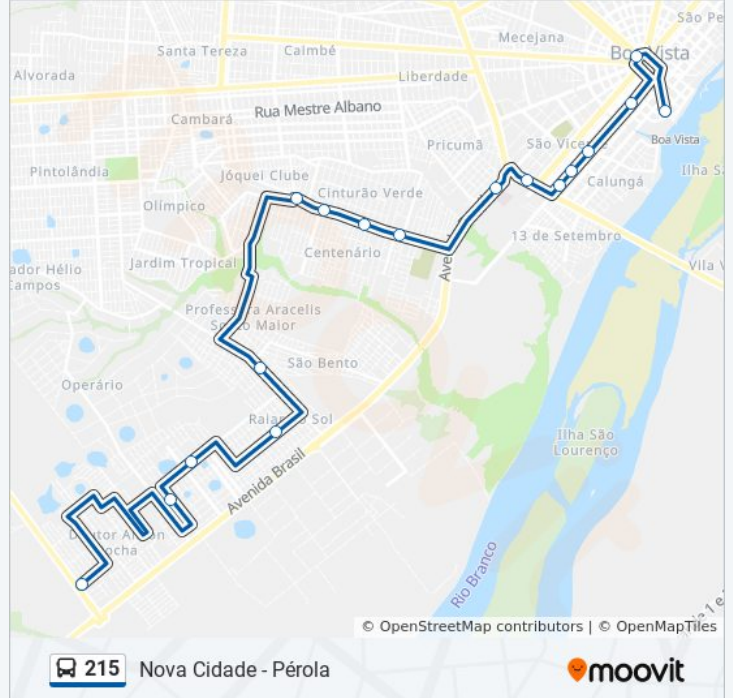 São Pe
Mecejana
Boa Vista
Santa Tereza
Caimbé
Alvorada
Liberdade
Rua Mestre Albano
Cambará
Pricumã
São Vicente
Boa Vista
Pintolândia
Jóquei Clube
Calungá
Ilha S
Cinturão Verde
Olímpico
Centenário
13 de Setembro
Jardim Tropical
Ave
Vila V
ador Hélio
Campos
Professora Aracelis
Souto Maior
São Bento
Operário
Raiar do Sol
Ilha São
Lourenço
Avenida Brasil
Doutor Airton
Rocha
Rio Branco
© OpenStreetMap contributors | © OpenMapTiles
215
Nova Cidade - Pérola
moovit